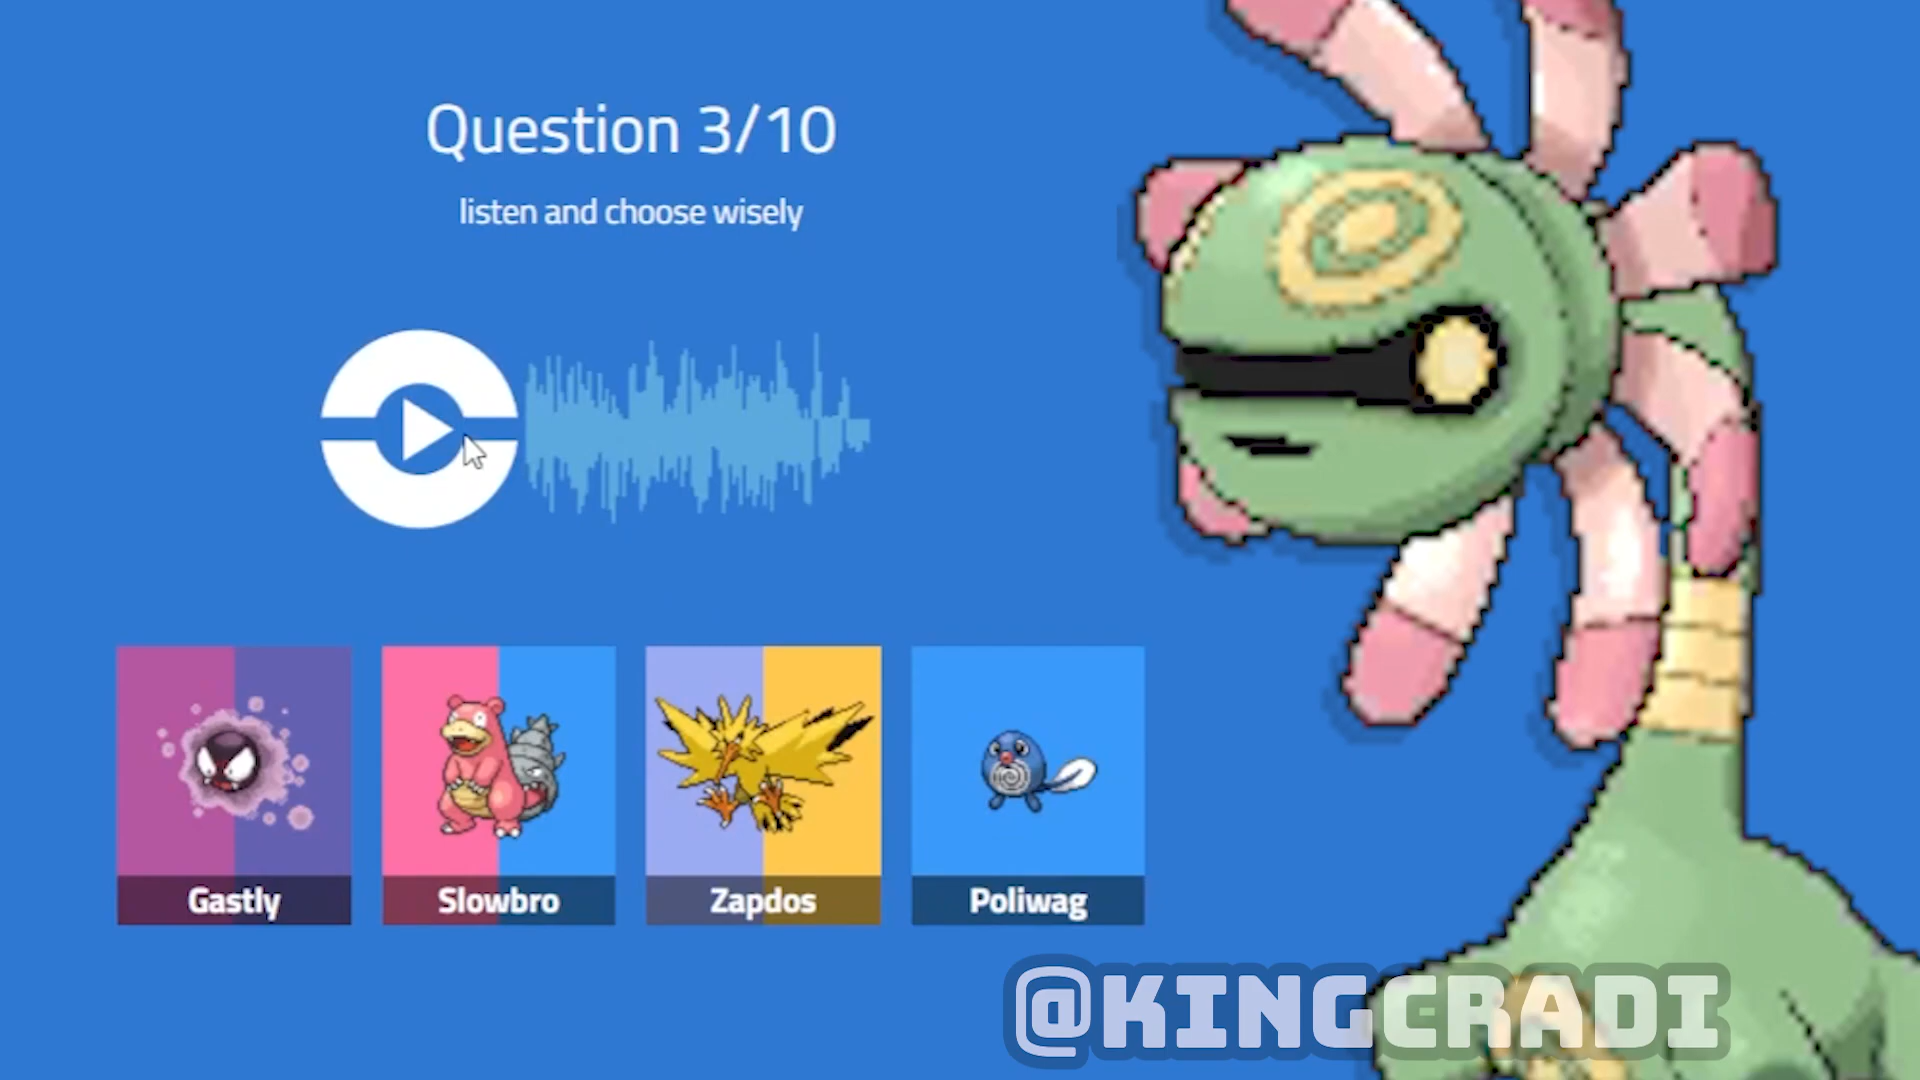 Question 3/10
listen and choose wisely
Gastly
Slowbro
Zapdos
Poliwag
@KINGCRADI